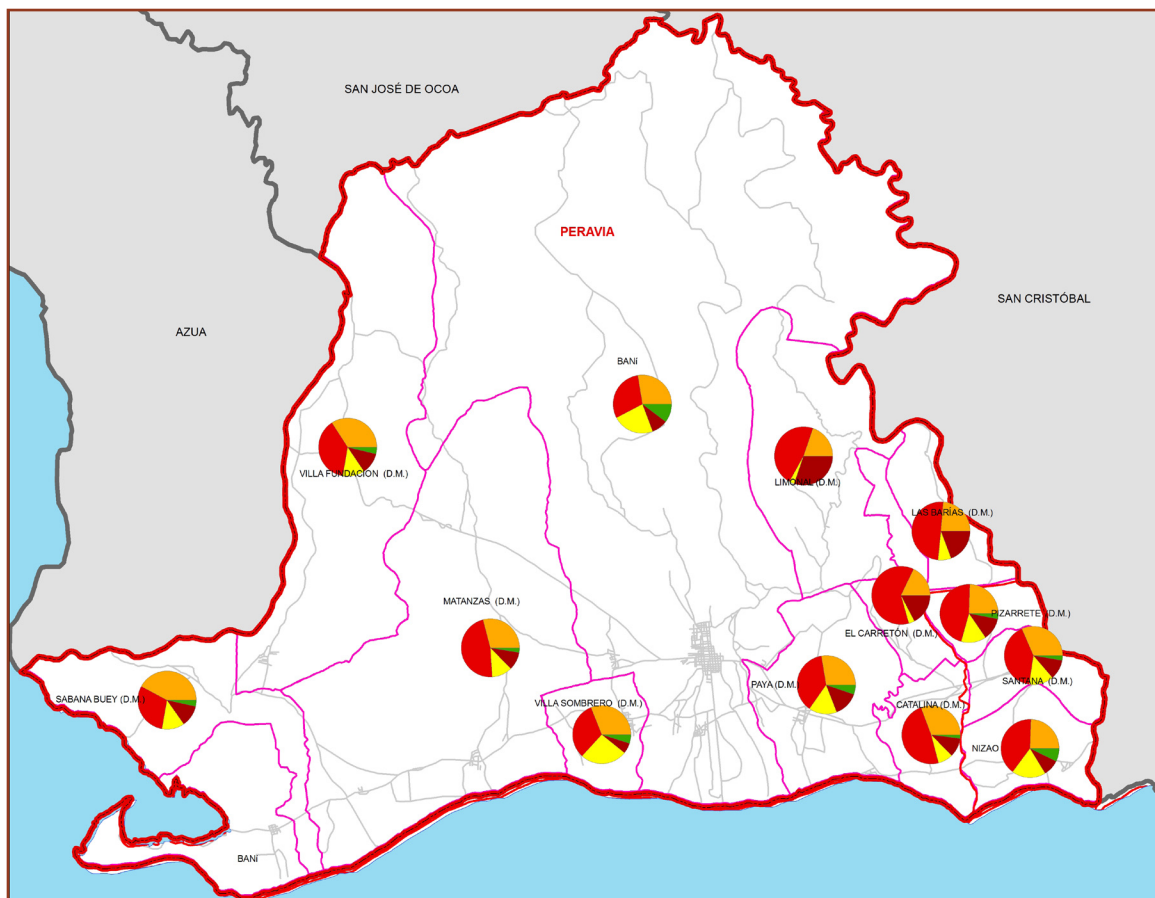 SAN JOSÉ DE OCOA
PERAVIA
SAN CRISTÓBAL
AZUA
BANí
VILLA FUNDACION (D.M.)
LIMONAL (D.M.)
LAS BARÍAS (D.M.)
MATANZAS (D.M.)
PIZARRETE (D.M.)
EL CARRETÓN (D.M.)
SANTANA (D.M.)
PAYA (D.M.)
SABANA BUEY (D.M.)
VILLA SOMBRERO (D.M.)
CATALINA (D.M.)
NIZAO
BANí